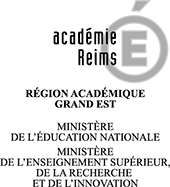 académie
Reims
É
RÉGION ACADÉMIQUE
GRAND EST
MINISTÈRE
DE L'ÉDUCATION NATIONALE
MINISTÈRE
DE L'ENSEIGNEMENT SUPÉRIEUR,
DE LA RECHERCHE
ET DE L'INNOVATION